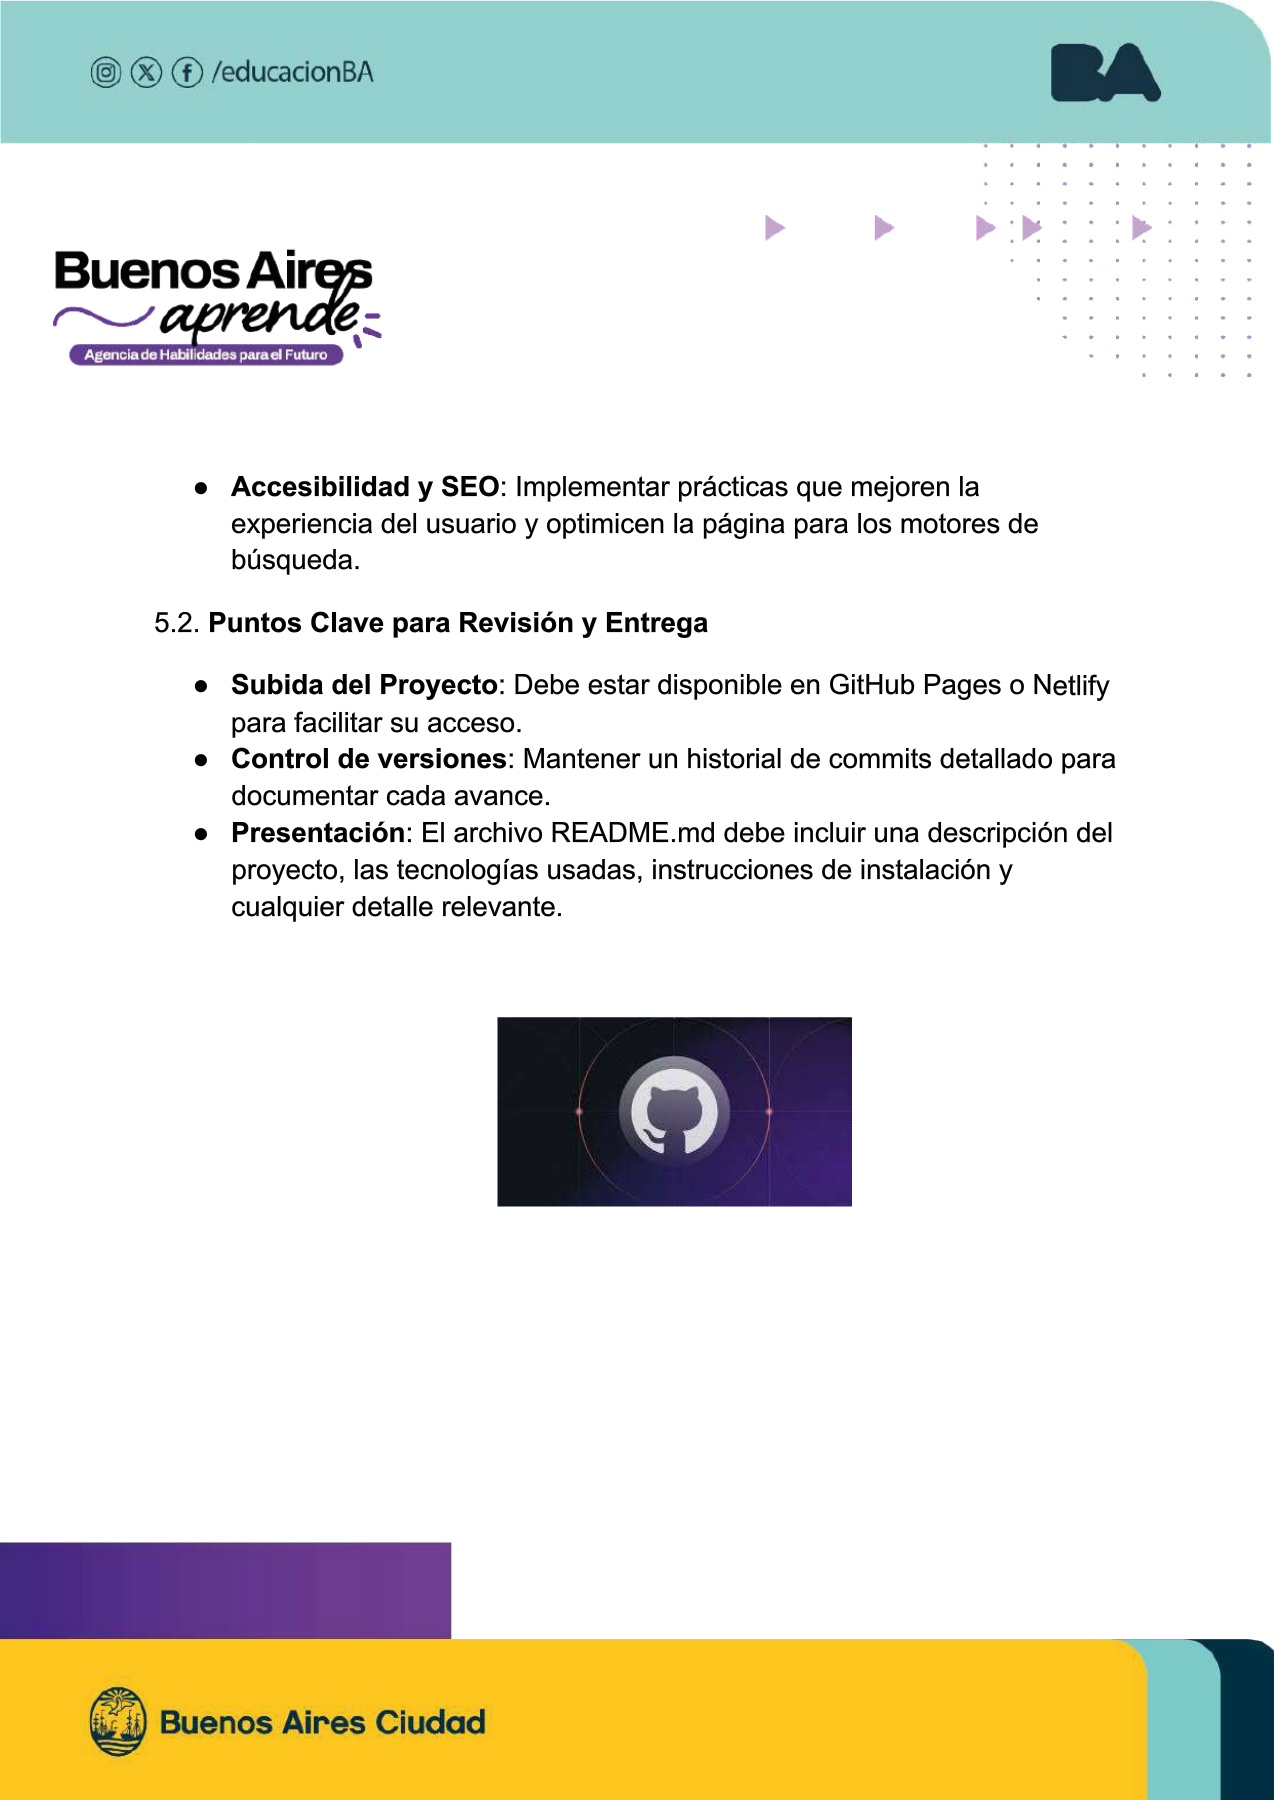 /educacionBA
BA
Buenos Aires
aprende
Agencia de Habilidades para el Futuro
● Accesibilidad y SEO: Implementar prácticas que mejoren la
experiencia del usuario y optimicen la página para los motores de
búsqueda.
5.2. Puntos Clave para Revisión y Entrega
● Subida del Proyecto: Debe estar disponible en GitHub Pages o Netlify
para facilitar su acceso.
● Control de versiones: Mantener un historial de commits detallado para
documentar cada avance.
● Presentación: El archivo README.md debe incluir una descripción del
proyecto, las tecnologías usadas, instrucciones de instalación y
cualquier detalle relevante.
Buenos Aires Ciudad